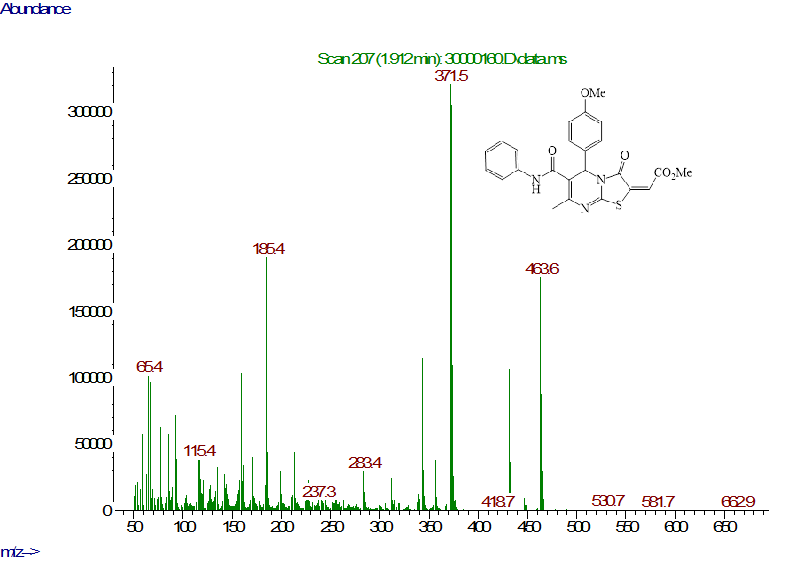 Abundance
Scan 207 (1.912 min): 30000160.D\data.ms
371.5
OMe
300000
O
O
CO₂Me
250000
N
N
H
S
N
200000
185.4
463.6
150000
65.4
100000
115.4
50000
283.4
237.3
418.7
530.7
581.7
662.9
0
50 100 150 200 250 300 350 400 450 500 550 600 650
m/z-->